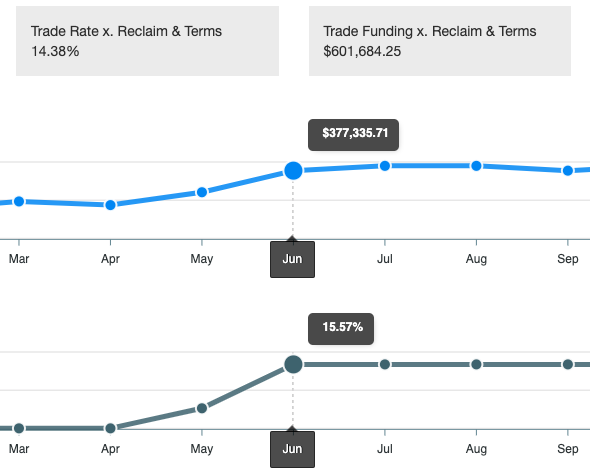 Trade Rate x. Reclaim & Terms
14.38%
Trade Funding x. Reclaim & Terms
$601,684.25
$377,335.71
Mar Apr May Jun Jul Aug Sep
15.57%
Mar Apr May Jun Jul Aug Sep